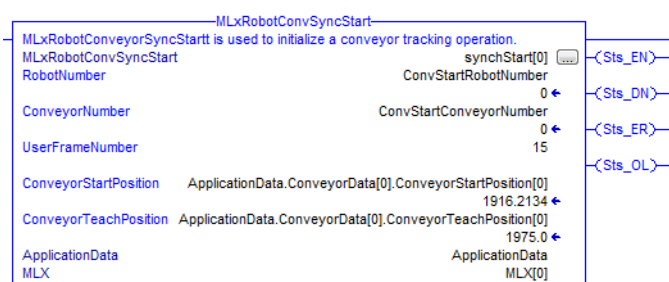 MLxRobotConvSyncStart
MLxRobotConveyorSyncStartt is used to initialize a conveyor tracking operation.
MLxRobotConvSyncStart synchStart[0] ...
RobotNumber ConvStartRobotNumber
0
ConveyorNumber ConvStartConveyorNumber
0
UserFrameNumber 15
ConveyorStartPosition ApplicationData.ConveyorData[0].ConveyorStartPosition[0]
1916.2134
ConveyorTeachPosition ApplicationData.ConveyorData[0].ConveyorTeachPosition[0]
1975.0
ApplicationData ApplicationData
MLX MLX[0]
Sts_EN
Sts_DN
Sts_ER
Sts_OL